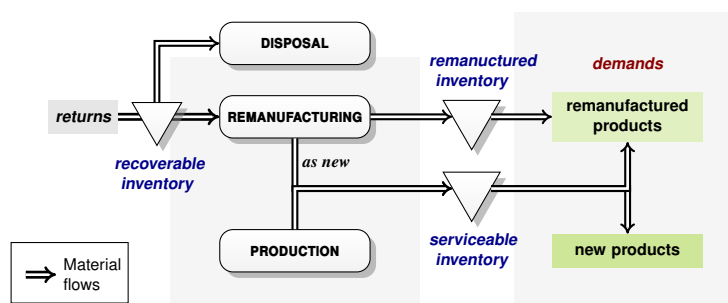 DISPOSAL
remanuctured
inventory
demands
returns
REMANUFACTURING
remanufactured
products
recoverable
inventory
as new
PRODUCTION
serviceable
inventory
new products
Material
flows